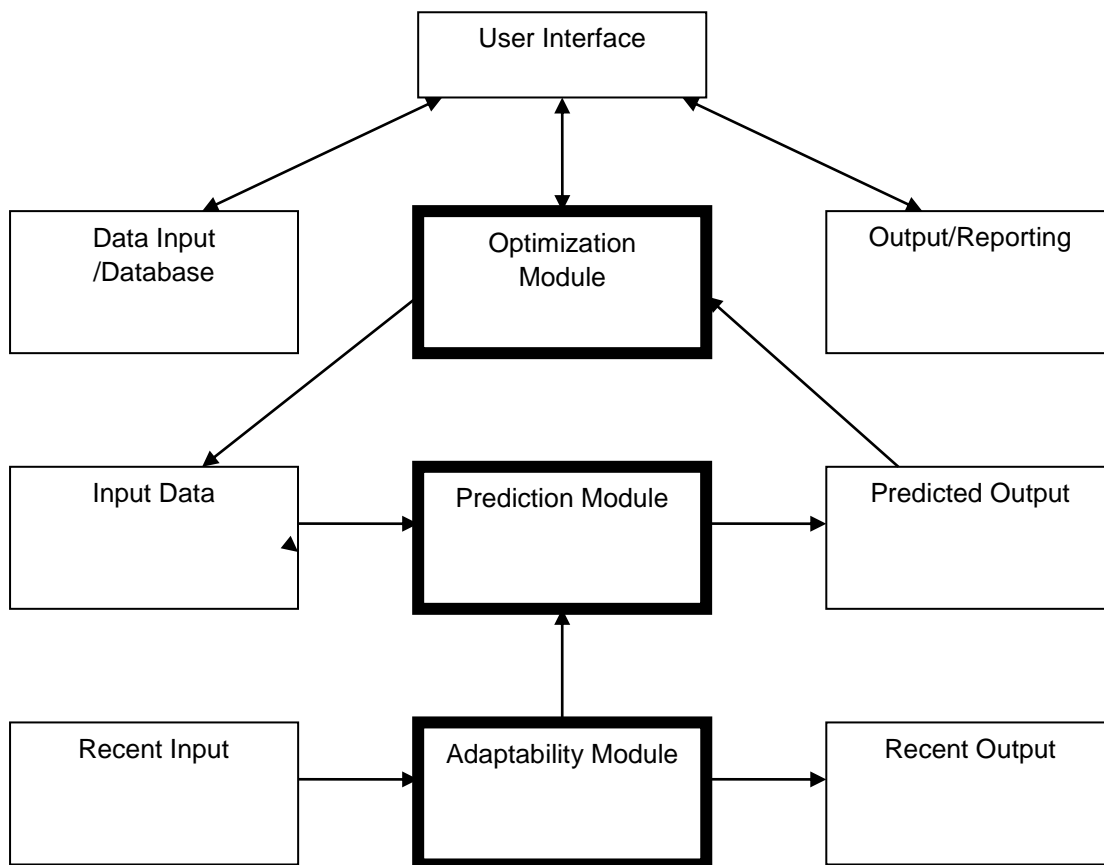 User Interface
Data Input
/Database
Optimization
Module
Output/Reporting
Input Data
Prediction Module
Predicted Output
Recent Input
Adaptability Module
Recent Output